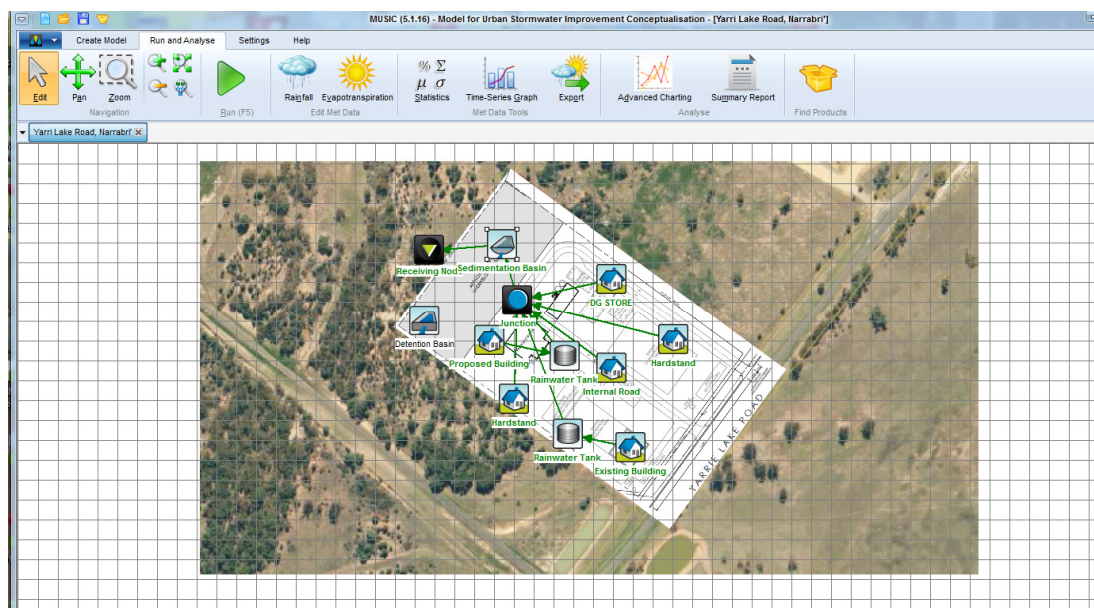 MUSIC (5.1.16) - Model for Urban Stormwater Improvement Conceptualisation - [Yarri Lake Road, Narrabri']
Create Model
Run and Analyse
Settings
Help
Edit
Pan
Zoom
Navigation
Run (F5)
Rainfall
Evapotranspiration
Edit Met Data
% Σ
μ σ
Statistics
Time-Series Graph
Export
Met Data Tools
Advanced Charting
Summary Report
Analyse
Find Products
Yarri Lake Road, Narrabri'
Receiving Nod
Sedimentation Basin
DG STORE
Junction
Detention Basin
Proposed Building
Hardstand
Rainwater Tank
Internal Road
Hardstand
Rainwater Tank
Existing Building
YARRIE LAKE ROAD